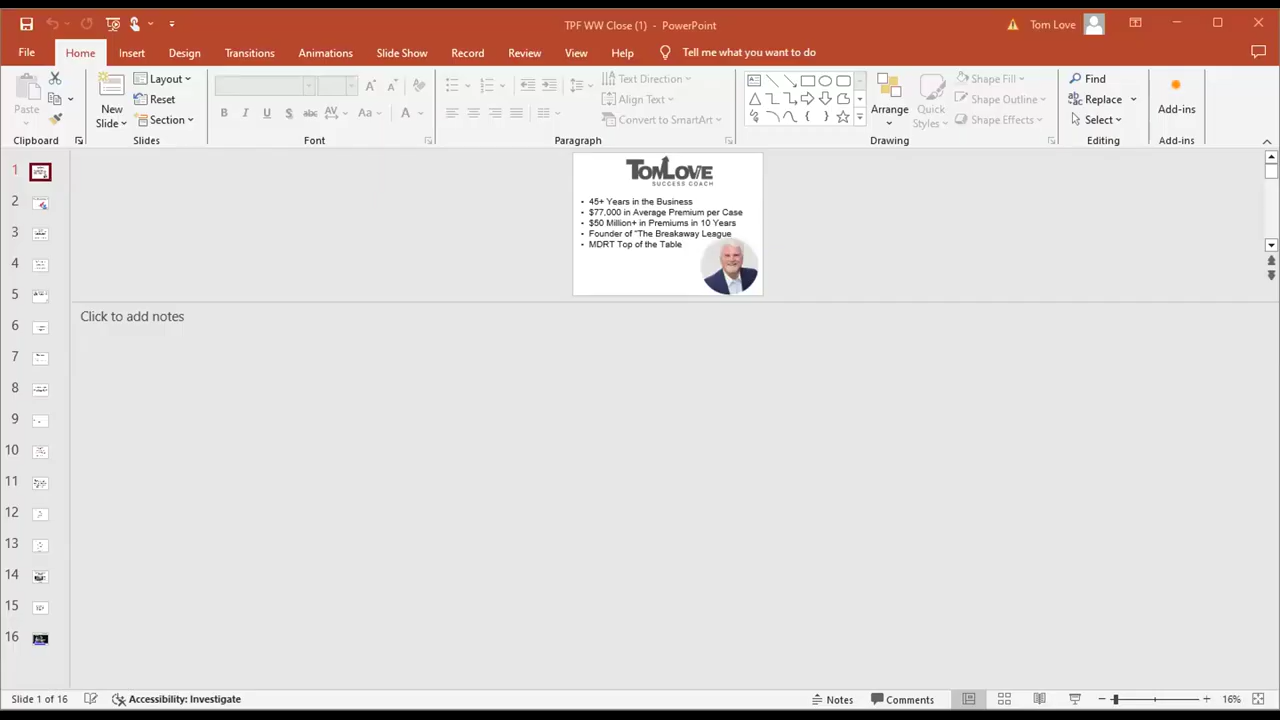 TPF WW Close (1) - PowerPoint
Tom Love
File
Home
Insert
Design
Transitions
Animations
Slide Show
Record
Review
View
Help
Tell me what you want to do
Paste
New
Slide
Layout
Reset
Section
B
I
U
S
abc
AV
Aa
A
Text Direction
Align Text
Convert to SmartArt
Arrange
Quick
Styles
Shape Fill
Shape Outline
Shape Effects
Find
Replace
Select
Add-ins
Clipboard
Slides
Font
Paragraph
Drawing
Editing
Add-ins
1
2
3
4
5
6
7
8
9
10
11
12
13
14
15
16
TOMLOVE
SUCCESS COACH
• 45+ Years in the Business
• $77,000 in Average Premium per Case
• $50 Million+ in Premiums in 10 Years
• Founder of "The Breakaway League
• MDRT Top of the Table
Click to add notes
Slide 1 of 16
Accessibility: Investigate
Notes
Comments
16%